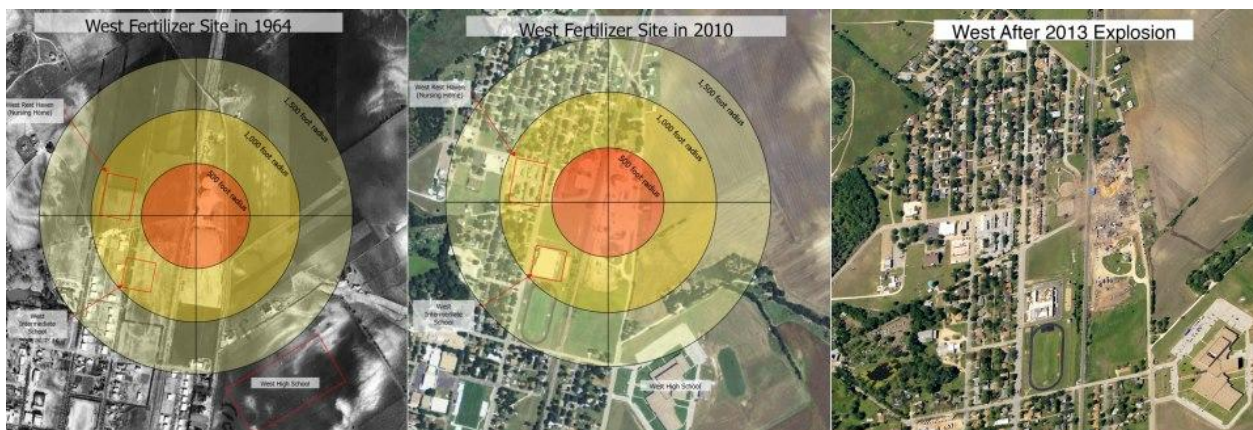 West Fertilizer Site in 1964
West Rest Haven
(Nursing Home)
1,500 foot radius
1,000 foot radius
500 foot radius
West
Intermediate
School
West High School
West Fertilizer Site in 2010
West Rest Haven
(Nursing Home)
1,500 foot radius
1,000 foot radius
500 foot radius
West
Intermediate
School
West High School
West After 2013 Explosion